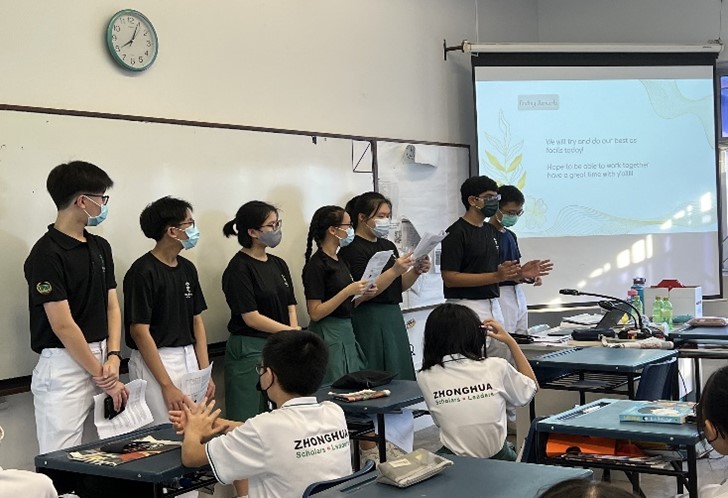 We will try and do our best as
facils today!
Hope to be able to work together
have a great time with y'all!!
ZHONGHUA
Scholars • Leaders
ZHONGHUA
Scholars • Leaders